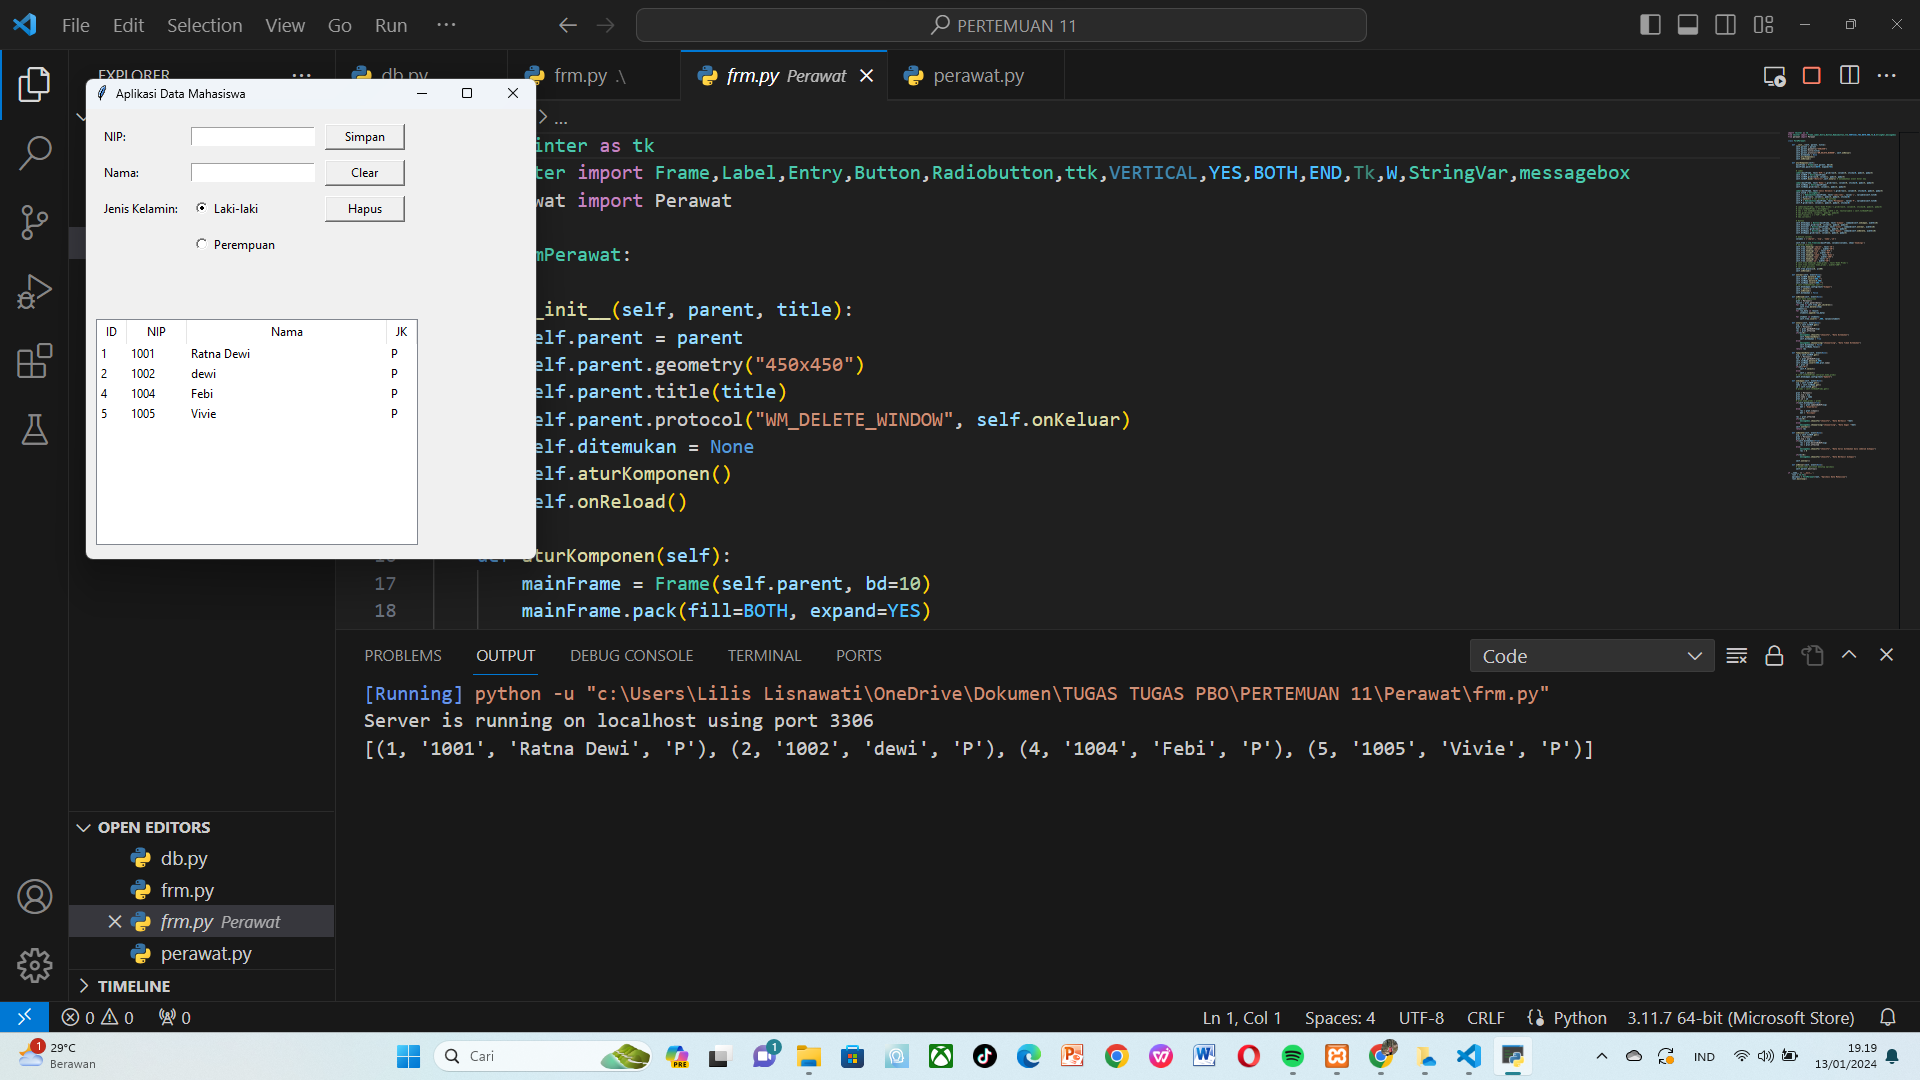 File Edit Selection View Go Run ···
PERTEMUAN 11
EXPLORER ···
db.py
frm.py .\
frm.py Perawat
perawat.py
> ...
Aplikasi Data Mahasiswa
NIP: Simpan
Nama: Clear
Jenis Kelamin: Laki-laki Hapus
Perempuan
ID NIP Nama JK
1 1001 Ratna Dewi P
2 1002 dewi P
4 1004 Febi P
5 1005 Vivie P
inter as tk
ter import Frame,Label,Entry,Button,Radiobutton,ttk,VERTICAL,YES,BOTH,END,Tk,W,StringVar,messagebox
wat import Perawat
mPerawat:
_init__(self, parent, title):
elf.parent = parent
elf.parent.geometry("450x450")
elf.parent.title(title)
elf.parent.protocol("WM_DELETE_WINDOW", self.onKeluar)
elf.ditemukan = None
elf.aturKomponen()
elf.onReload()
aturKomponen(self):
17 mainFrame = Frame(self.parent, bd=10)
18 mainFrame.pack(fill=BOTH, expand=YES)
PROBLEMS OUTPUT DEBUG CONSOLE TERMINAL PORTS
Code
[Running] python -u "c:\Users\Lilis Lisnawati\OneDrive\Dokumen\TUGAS TUGAS PBO\PERTEMUAN 11\Perawat\frm.py"
Server is running on localhost using port 3306
[(1, '1001', 'Ratna Dewi', 'P'), (2, '1002', 'dewi', 'P'), (4, '1004', 'Febi', 'P'), (5, '1005', 'Vivie', 'P')]
OPEN EDITORS
db.py
frm.py
frm.py Perawat
perawat.py
TIMELINE
0 0 0
Ln 1, Col 1 Spaces: 4 UTF-8 CRLF Python 3.11.7 64-bit (Microsoft Store)
1
29°C
Berawan
Cari
PRE
1
IND
19.19
13/01/2024